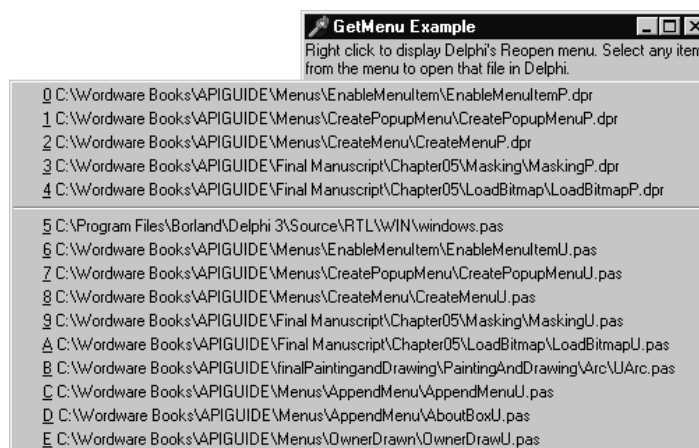 GetMenu Example
Right click to display Delphi's Reopen menu. Select any item
from the menu to open that file in Delphi.
0 C:\Wordware Books\APIGUIDE\Menus\EnableMenuItem\EnableMenuItemP.dpr
1 C:\Wordware Books\APIGUIDE\Menus\CreatePopupMenu\CreatePopupMenuP.dpr
2 C:\Wordware Books\APIGUIDE\Menus\CreateMenu\CreateMenuP.dpr
3 C:\Wordware Books\APIGUIDE\Final Manuscript\Chapter05\Masking\MaskingP.dpr
4 C:\Wordware Books\APIGUIDE\Final Manuscript\Chapter05\LoadBitmap\LoadBitmapP.dpr
5 C:\Program Files\Borland\Delphi 3\Source\RTL\WIN\windows.pas
6 C:\Wordware Books\APIGUIDE\Menus\EnableMenuItem\EnableMenuItemU.pas
7 C:\Wordware Books\APIGUIDE\Menus\CreatePopupMenu\CreatePopupMenuU.pas
8 C:\Wordware Books\APIGUIDE\Menus\CreateMenu\CreateMenuU.pas
9 C:\Wordware Books\APIGUIDE\Final Manuscript\Chapter05\Masking\MaskingU.pas
A C:\Wordware Books\APIGUIDE\Final Manuscript\Chapter05\LoadBitmap\LoadBitmapU.pas
B C:\Wordware Books\APIGUIDE\finalPaintingandDrawing\PaintingAndDrawing\Arc\UArc.pas
C C:\Wordware Books\APIGUIDE\Menus\AppendMenu\AppendMenuU.pas
D C:\Wordware Books\APIGUIDE\Menus\AppendMenu\AboutBoxU.pas
E C:\Wordware Books\APIGUIDE\Menus\OwnerDrawn\OwnerDrawU.pas